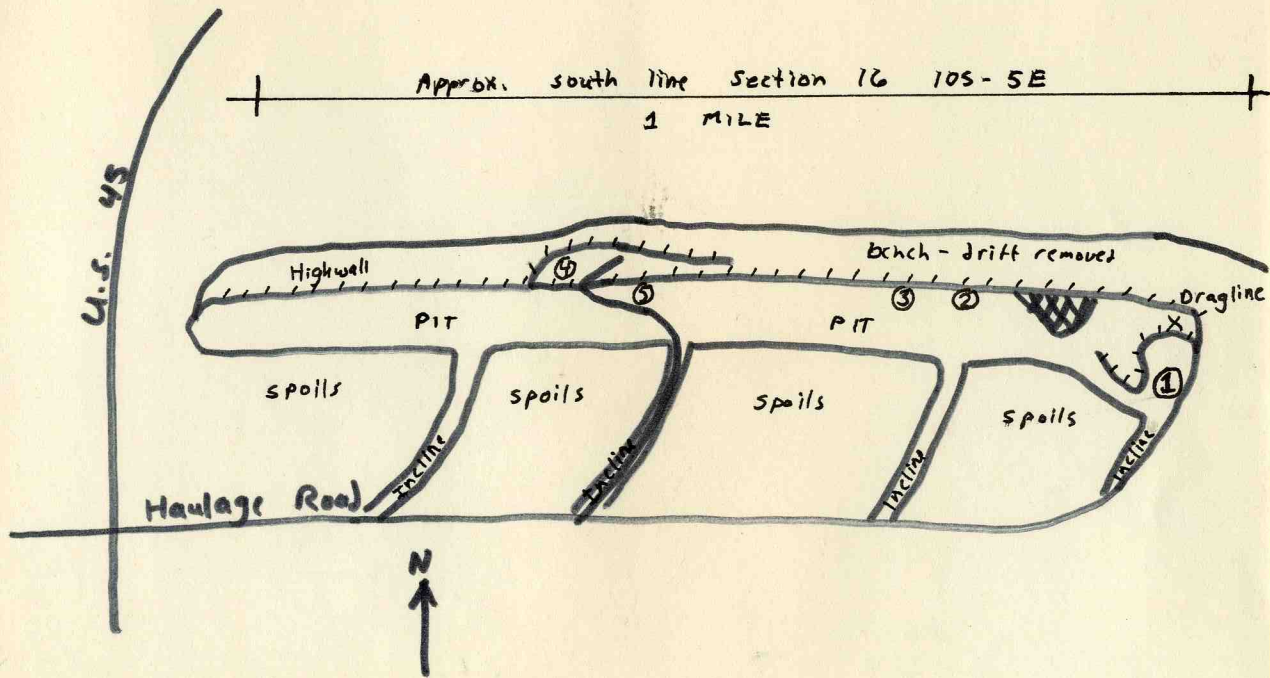 Approx. south line Section 16 10S-5E
1 MILE
U.S. 45
Highwall
④
bench - drift removed
⑤
③
②
Dragline
X
PIT
PIT
①
spoils
spoils
spoils
spoils
Incline
Incline
Incline
Incline
Haulage Road
N